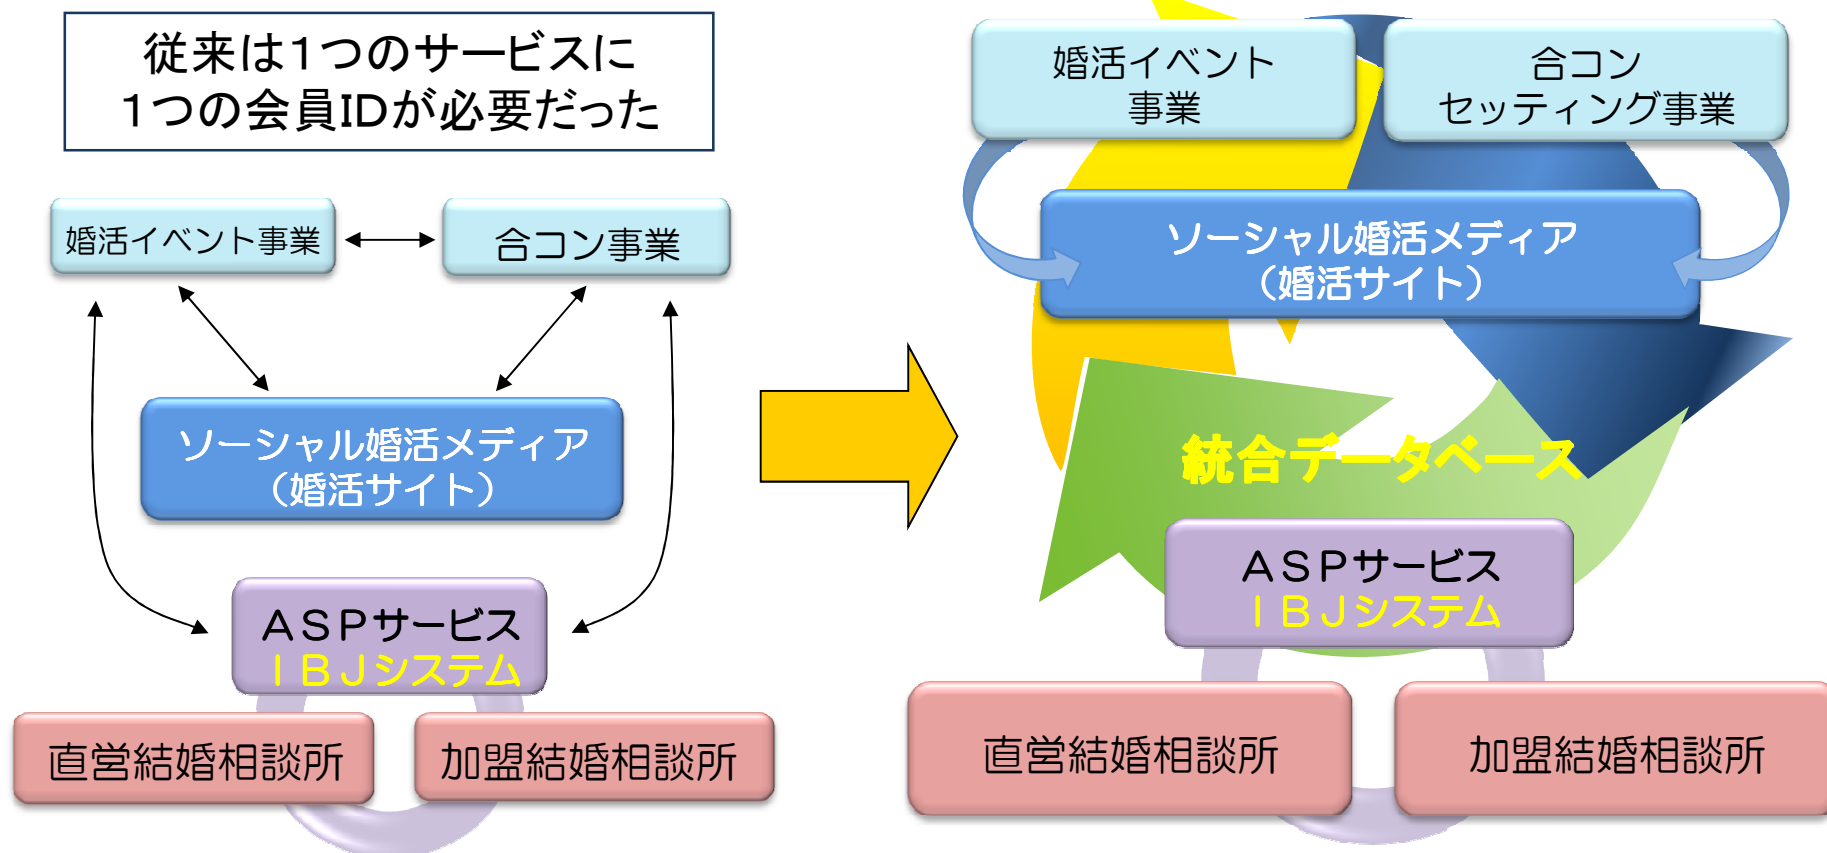 従来は１つのサービスに
１つの会員IDが必要だった
婚活イベント事業
合コン事業
ソーシャル婚活メディア
（婚活サイト）
ＡＳＰサービス
ＩＢＪシステム
直営結婚相談所
加盟結婚相談所
婚活イベント
事業
合コン
セッティング事業
ソーシャル婚活メディア
（婚活サイト）
統合データベース
ＡＳＰサービス
ＩＢＪシステム
直営結婚相談所
加盟結婚相談所